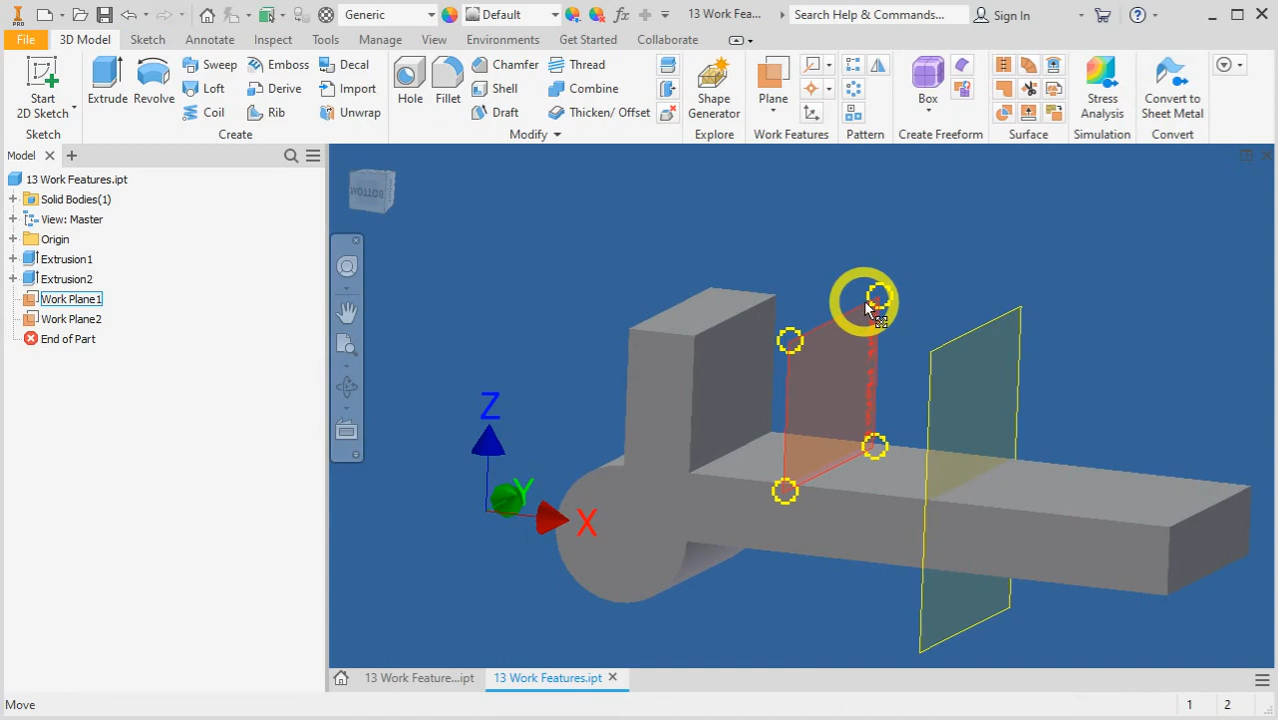 PRO
Generic
Default
13 Work Fea...
Search Help & Commands...
Sign In
File
3D Model
Sketch
Annotate
Inspect
Tools
Manage
View
Environments
Get Started
Collaborate
Start
2D Sketch
Extrude
Revolve
Sweep
Loft
Coil
Emboss
Derive
Rib
Decal
Import
Unwrap
Hole
Fillet
Chamfer
Shell
Draft
Thread
Combine
Thicken/ Offset
Shape
Generator
Plane
Box
Stress
Analysis
Convert to
Sheet Metal
Sketch
Create
Modify
Explore
Work Features
Pattern
Create Freeform
Surface
Simulation
Convert
Model
13 Work Features.ipt
Solid Bodies(1)
View: Master
Origin
Extrusion1
Extrusion2
Work Plane1
Work Plane2
End of Part
BOTTOM
Z
Y
X
13 Work Feature...ipt
13 Work Features.ipt
Move
1
2